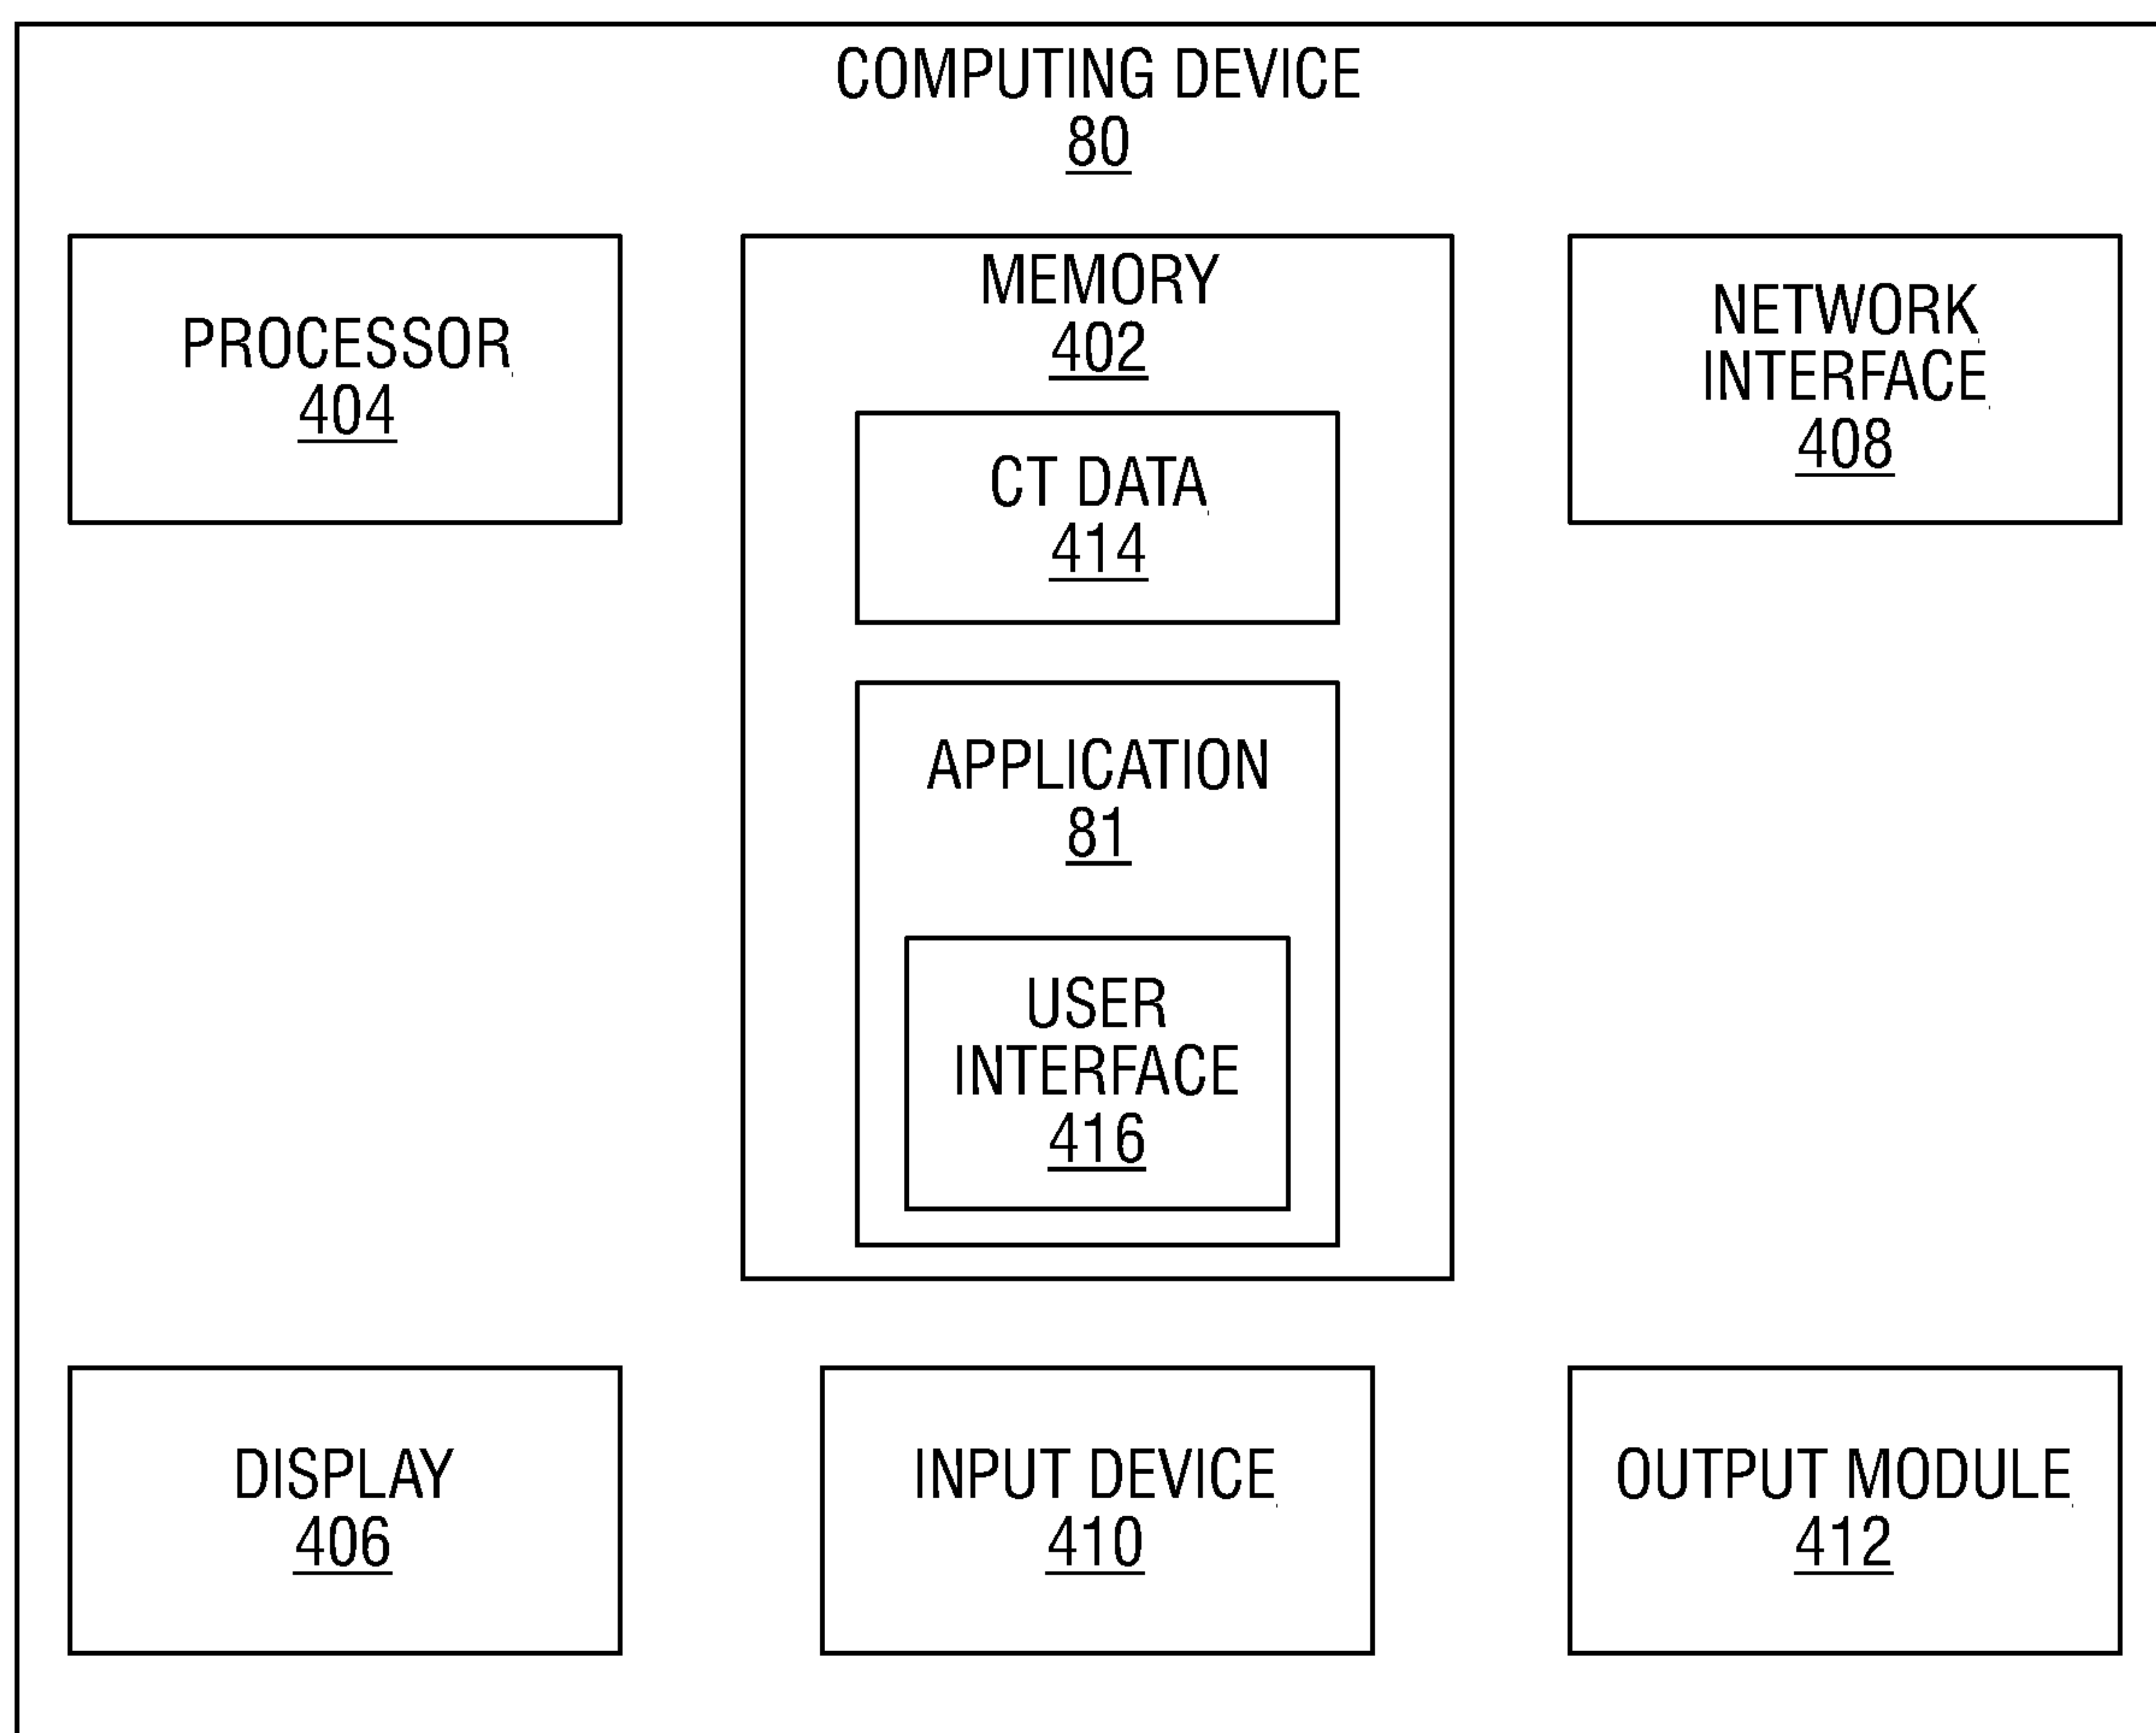 COMPUTING DEVICE
80
PROCESSOR
404
MEMORY
402
CT DATA
414
APPLICATION
81
USER
INTERFACE
416
NETWORK
INTERFACE
408
DISPLAY
406
INPUT DEVICE
410
OUTPUT MODULE
412